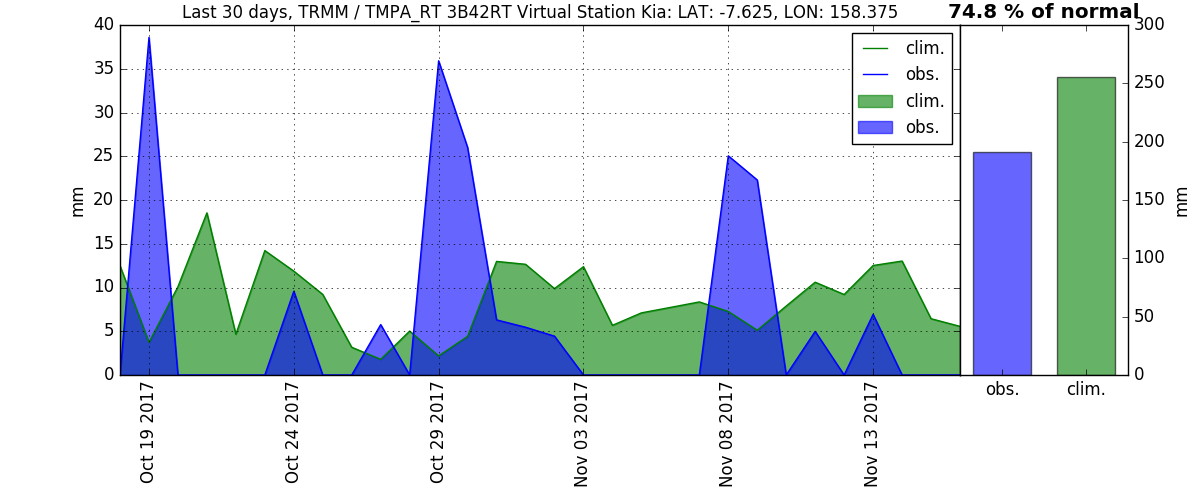 Last 30 days, TRMM / TMPA_RT 3B42RT Virtual Station Kia: LAT: -7.625, LON: 158.375
74.8 % of normal
40
35
30
25
20
15
10
5
0
mm
clim.
obs.
clim.
obs.
300
250
200
150
100
50
0
mm
Oct 19 2017
Oct 24 2017
Oct 29 2017
Nov 03 2017
Nov 08 2017
Nov 13 2017
obs.
clim.